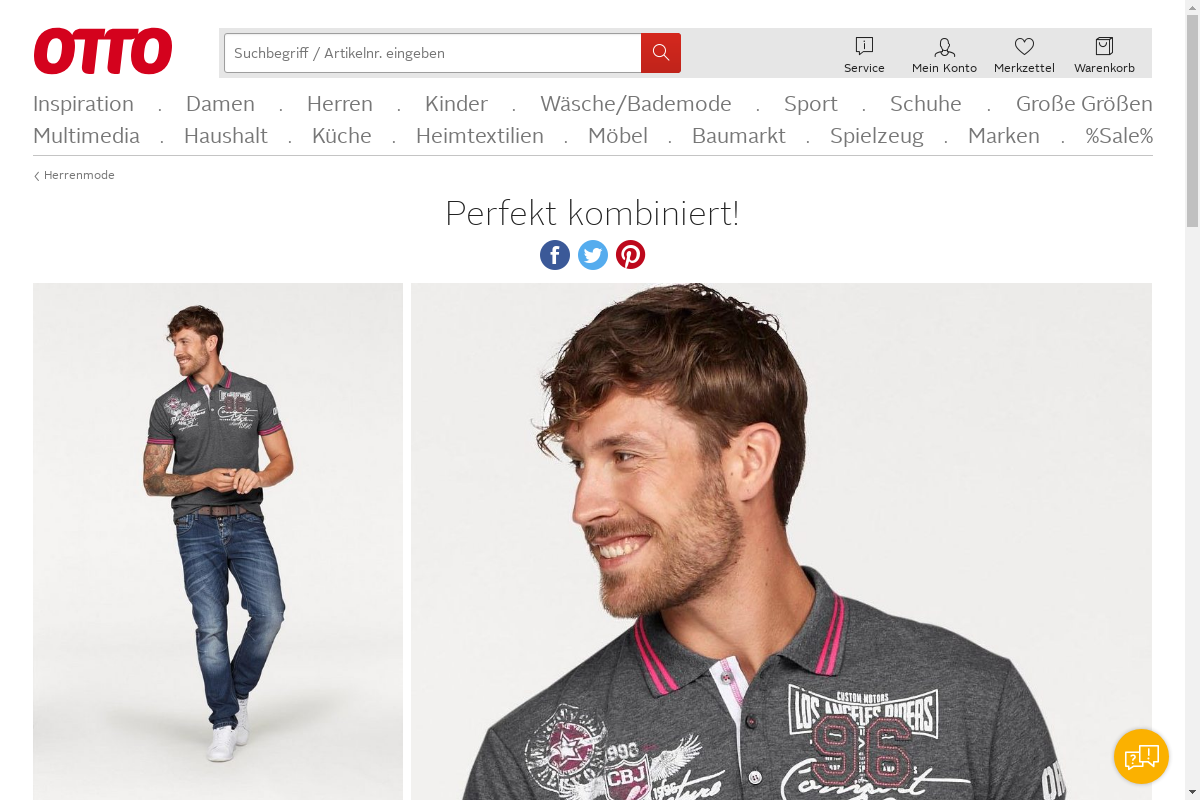 OTTO
Suchbegriff / Artikelnr. eingeben
Service
Mein Konto
Merkzettel
Warenkorb
Inspiration . Damen . Herren . Kinder . Wäsche/Bademode . Sport . Schuhe . Große Größen
Multimedia . Haushalt . Küche . Heimtextilien . Möbel . Baumarkt . Spielzeug . Marken . %Sale%
Herrenmode
Perfekt kombiniert!
CUSTOM MOTORS
LOS ANGELES RIDERS
96
1996
CBJ
1996